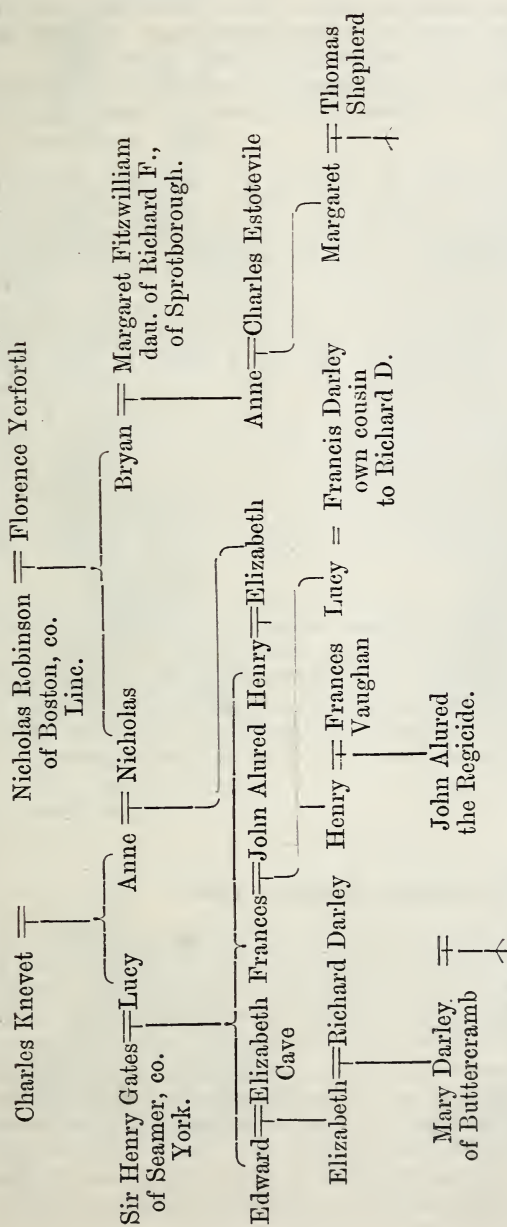 Charles Knevet
Nicholas Robinson = Florence Yerforth
of Boston, co.
Linc.
Sir Henry Gates=Lucy
of Seamer, co.
York.
Anne = Nicholas
Bryan = Margaret Fitzwilliam
dau. of Richard F.,
of Sprotborough.
Edward=Elizabeth
Cave
Frances=John Alured
Henry=Elizabeth
Anne=Charles Estotevile
Elizabeth=Richard Darley
Henry = Frances
Vaughan
Lucy = Francis Darley
own cousin
to Richard D.
Margaret = Thomas
Shepherd
Mary Darley
of Buttercramb
=
John Alured
the Regicide.